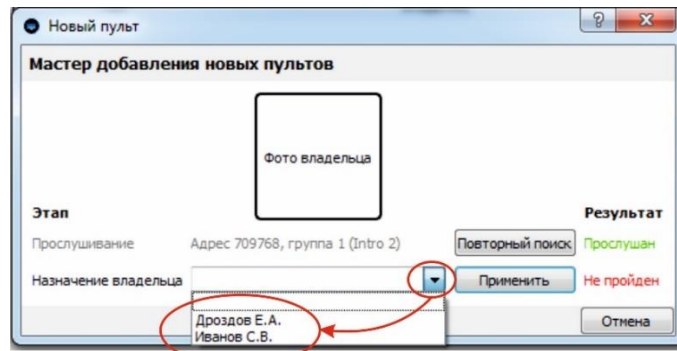 Новый пульт
Мастер добавления новых пультов
Фото владельца
Этап Результат
Прослушивание Адрес 709768, группа 1 (Intro 2) Повторный поиск Прослушан
Назначение владельца Применить Не пройден
Дроздов Е.А.
Иванов С.В.
Отмена